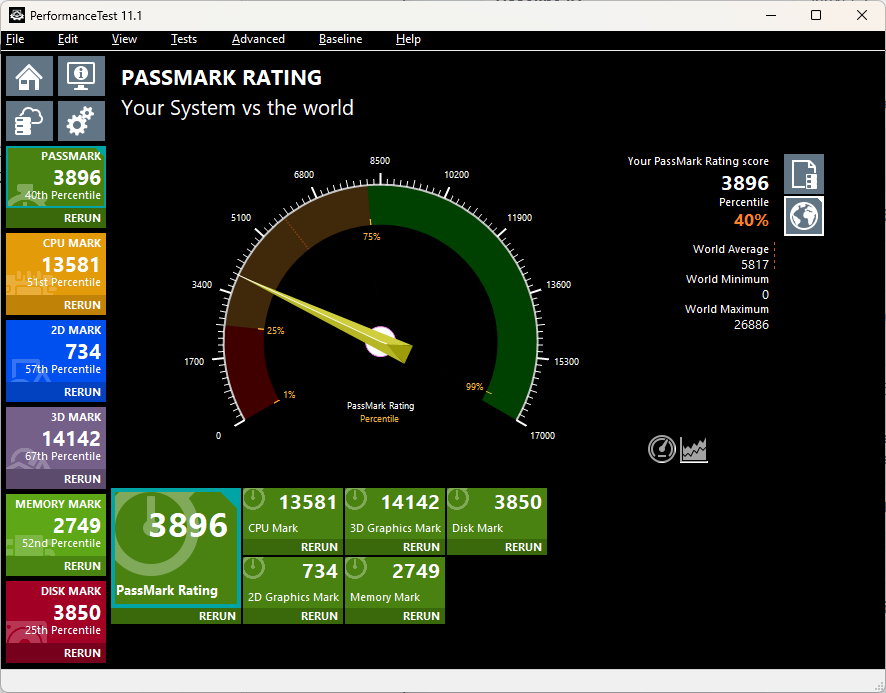 PerformanceTest 11.1
File Edit View Tests Advanced Baseline Help
PASSMARK RATING
Your System vs the world
PASSMARK
3896
40th Percentile
RERUN
CPU MARK
13581
51st Percentile
RERUN
2D MARK
734
57th Percentile
RERUN
3D MARK
14142
67th Percentile
RERUN
MEMORY MARK
2749
52nd Percentile
RERUN
DISK MARK
3850
25th Percentile
RERUN
0
1700
3400
5100
6800
8500
10200
11900
13600
15300
17000
1%
25%
75%
99%
PassMark Rating
Percentile
Your PassMark Rating score
3896
Percentile
40%
World Average
5817
World Minimum
0
World Maximum
26886
3896
PassMark Rating
RERUN
13581
CPU Mark
RERUN
14142
3D Graphics Mark
RERUN
3850
Disk Mark
RERUN
734
2D Graphics Mark
RERUN
2749
Memory Mark
RERUN